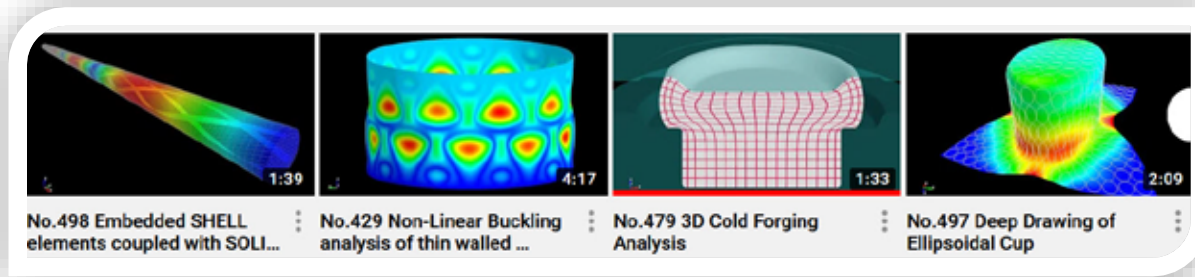 1:39
4:17
1:33
2:09
No.498 Embedded SHELL
elements coupled with SOLI...
No.429 Non-Linear Buckling
analysis of thin walled ...
No.479 3D Cold Forging
Analysis
No.497 Deep Drawing of
Ellipsoidal Cup